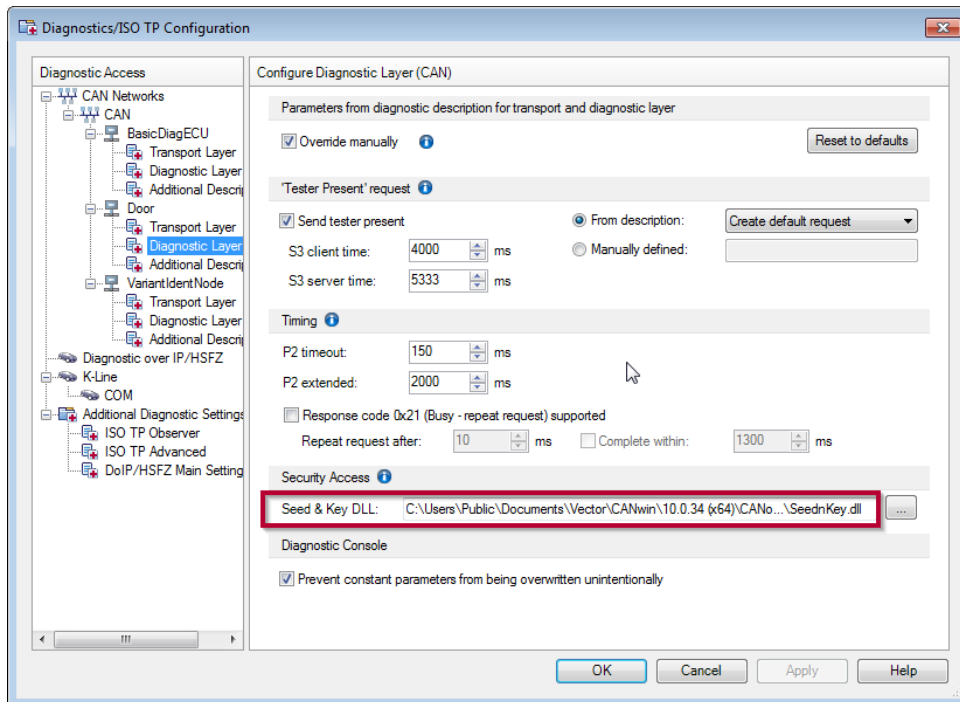 Diagnostics/ISO TP Configuration
Diagnostic Access
CAN Networks
CAN
BasicDiagECU
Transport Layer
Diagnostic Layer
Additional Descri
Door
Transport Layer
Diagnostic Layer
Additional Descri
VariantIdentNode
Transport Layer
Diagnostic Layer
Additional Descri
Diagnostic over IP/HSFZ
K-Line
COM
Additional Diagnostic Settings
ISO TP Observer
ISO TP Advanced
DoIP/HSFZ Main Setting
Configure Diagnostic Layer (CAN)
Parameters from diagnostic description for transport and diagnostic layer
Override manually
Reset to defaults
'Tester Present' request
Send tester present
From description: Create default request
S3 client time: 4000 ms
Manually defined:
S3 server time: 5333 ms
Timing
P2 timeout: 150 ms
P2 extended: 2000 ms
Response code 0x21 (Busy - repeat request) supported
Repeat request after: 10 ms Complete within: 1300 ms
Security Access
Seed & Key DLL: C:\Users\Public\Documents\Vector\CANwin\10.0.34 (x64)\CANo...\SeednKey.dll ...
Diagnostic Console
Prevent constant parameters from being overwritten unintentionally
OK Cancel Apply Help